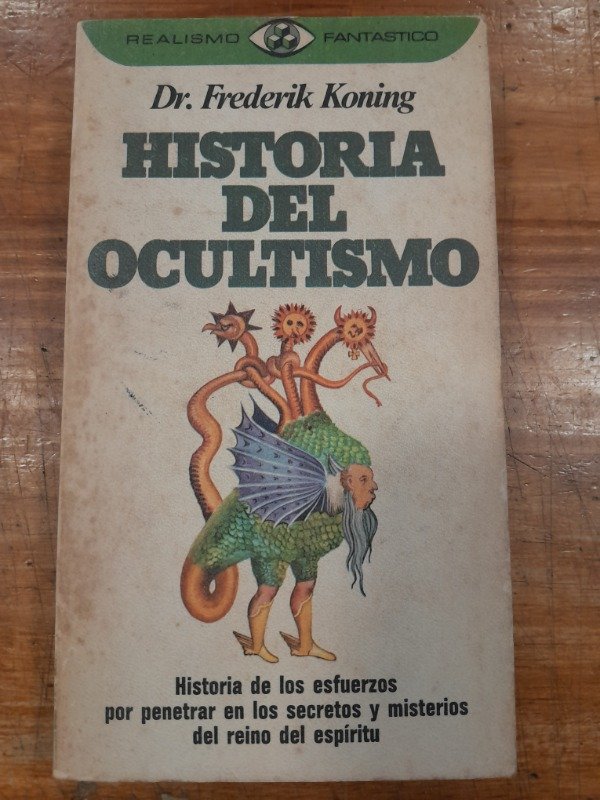 REALISMO FANTASTICO
Dr. Frederik Koning
HISTORIA
DEL
OCULTISMO
Historia de los esfuerzos
por penetrar en los secretos y misterios
del reino del espíritu